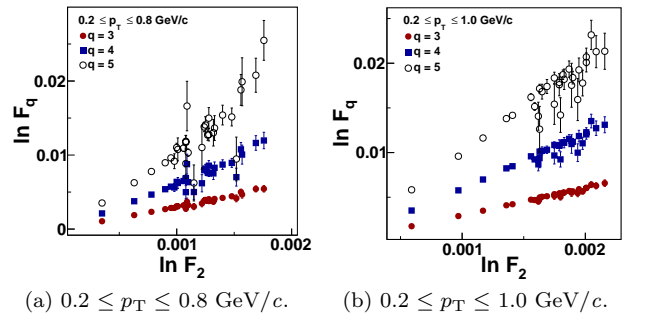 0.2 ≤ p_T ≤ 0.8 GeV/c
q = 3
q = 4
q = 5
ln F_q
0.02
0.01
0
0.001
0.002
ln F_2
(a) 0.2 ≤ p_T ≤ 0.8 GeV/c.
0.2 ≤ p_T ≤ 1.0 GeV/c
q = 3
q = 4
q = 5
ln F_q
0.02
0.01
0.001
0.002
ln F_2
(b) 0.2 ≤ p_T ≤ 1.0 GeV/c.